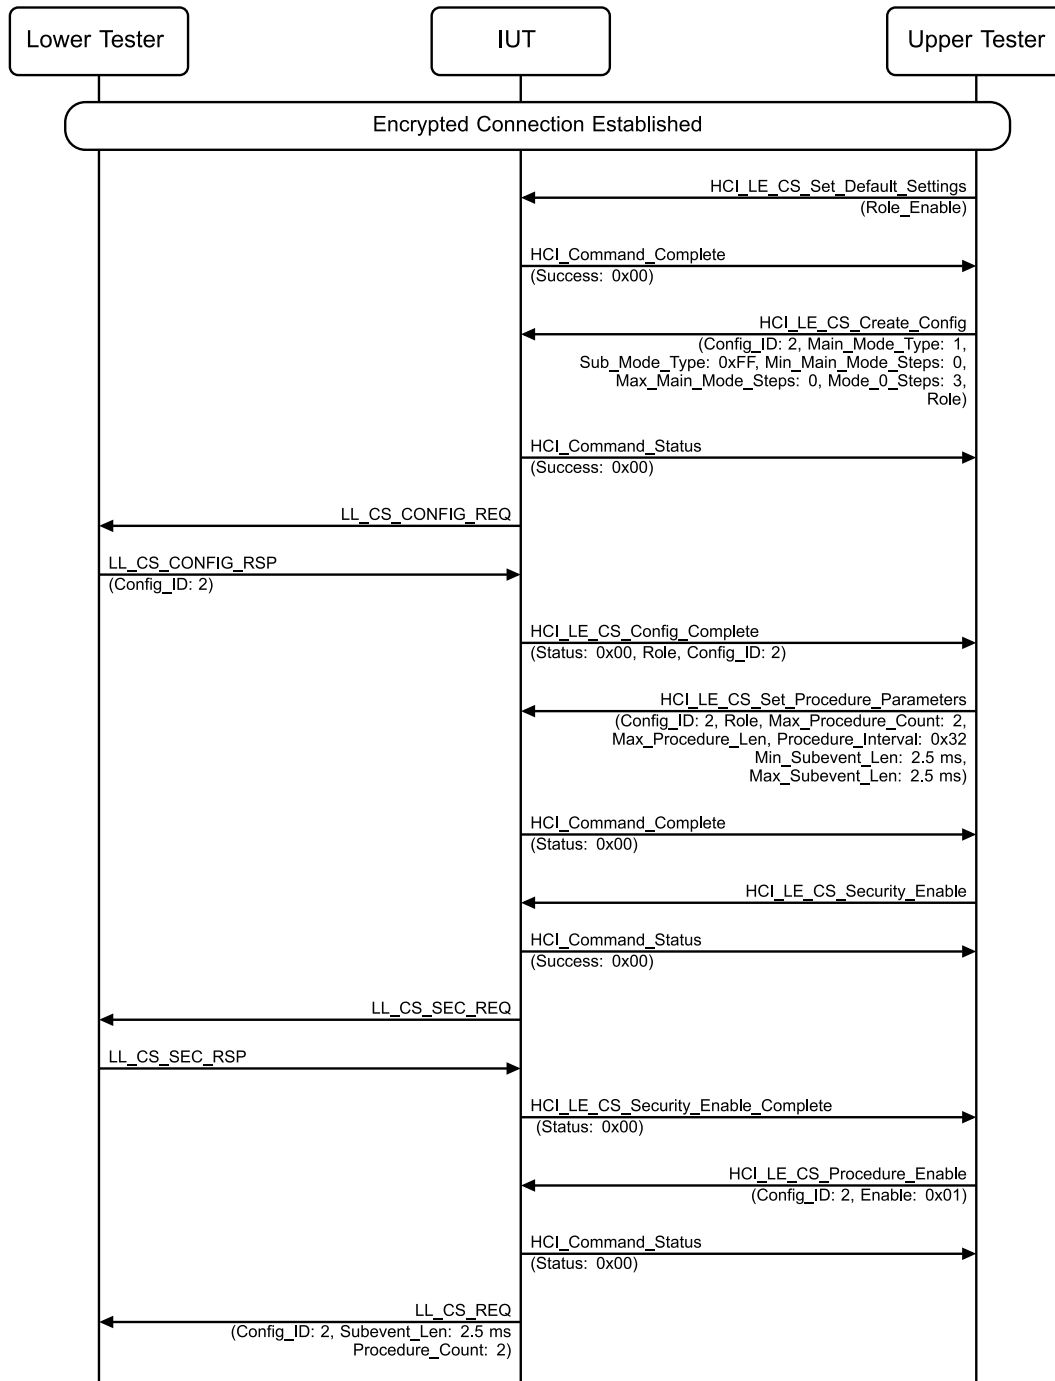 Lower Tester
IUT
Upper Tester
Encrypted Connection Established
HCI_LE_CS_Set_Default_Settings
(Role_Enable)
HCI_Command_Complete
(Success: 0x00)
HCI_LE_CS_Create_Config
(Config_ID: 2, Main_Mode_Type: 1,
Sub_Mode_Type: 0xFF, Min_Main_Mode_Steps: 0,
Max_Main_Mode_Steps: 0, Mode_0_Steps: 3,
Role)
HCI_Command_Status
(Success: 0x00)
LL_CS_CONFIG_REQ
LL_CS_CONFIG_RSP
(Config_ID: 2)
HCI_LE_CS_Config_Complete
(Status: 0x00, Role, Config_ID: 2)
HCI_LE_CS_Set_Procedure_Parameters
(Config_ID: 2, Role, Max_Procedure_Count: 2,
Max_Procedure_Len, Procedure_Interval: 0x32
Min_Subevent_Len: 2.5 ms,
Max_Subevent_Len: 2.5 ms)
HCI_Command_Complete
(Status: 0x00)
HCI_LE_CS_Security_Enable
HCI_Command_Status
(Success: 0x00)
LL_CS_SEC_REQ
LL_CS_SEC_RSP
HCI_LE_CS_Security_Enable_Complete
(Status: 0x00)
HCI_LE_CS_Procedure_Enable
(Config_ID: 2, Enable: 0x01)
HCI_Command_Status
(Status: 0x00)
LL_CS_REQ
(Config_ID: 2, Subevent_Len: 2.5 ms
Procedure_Count: 2)